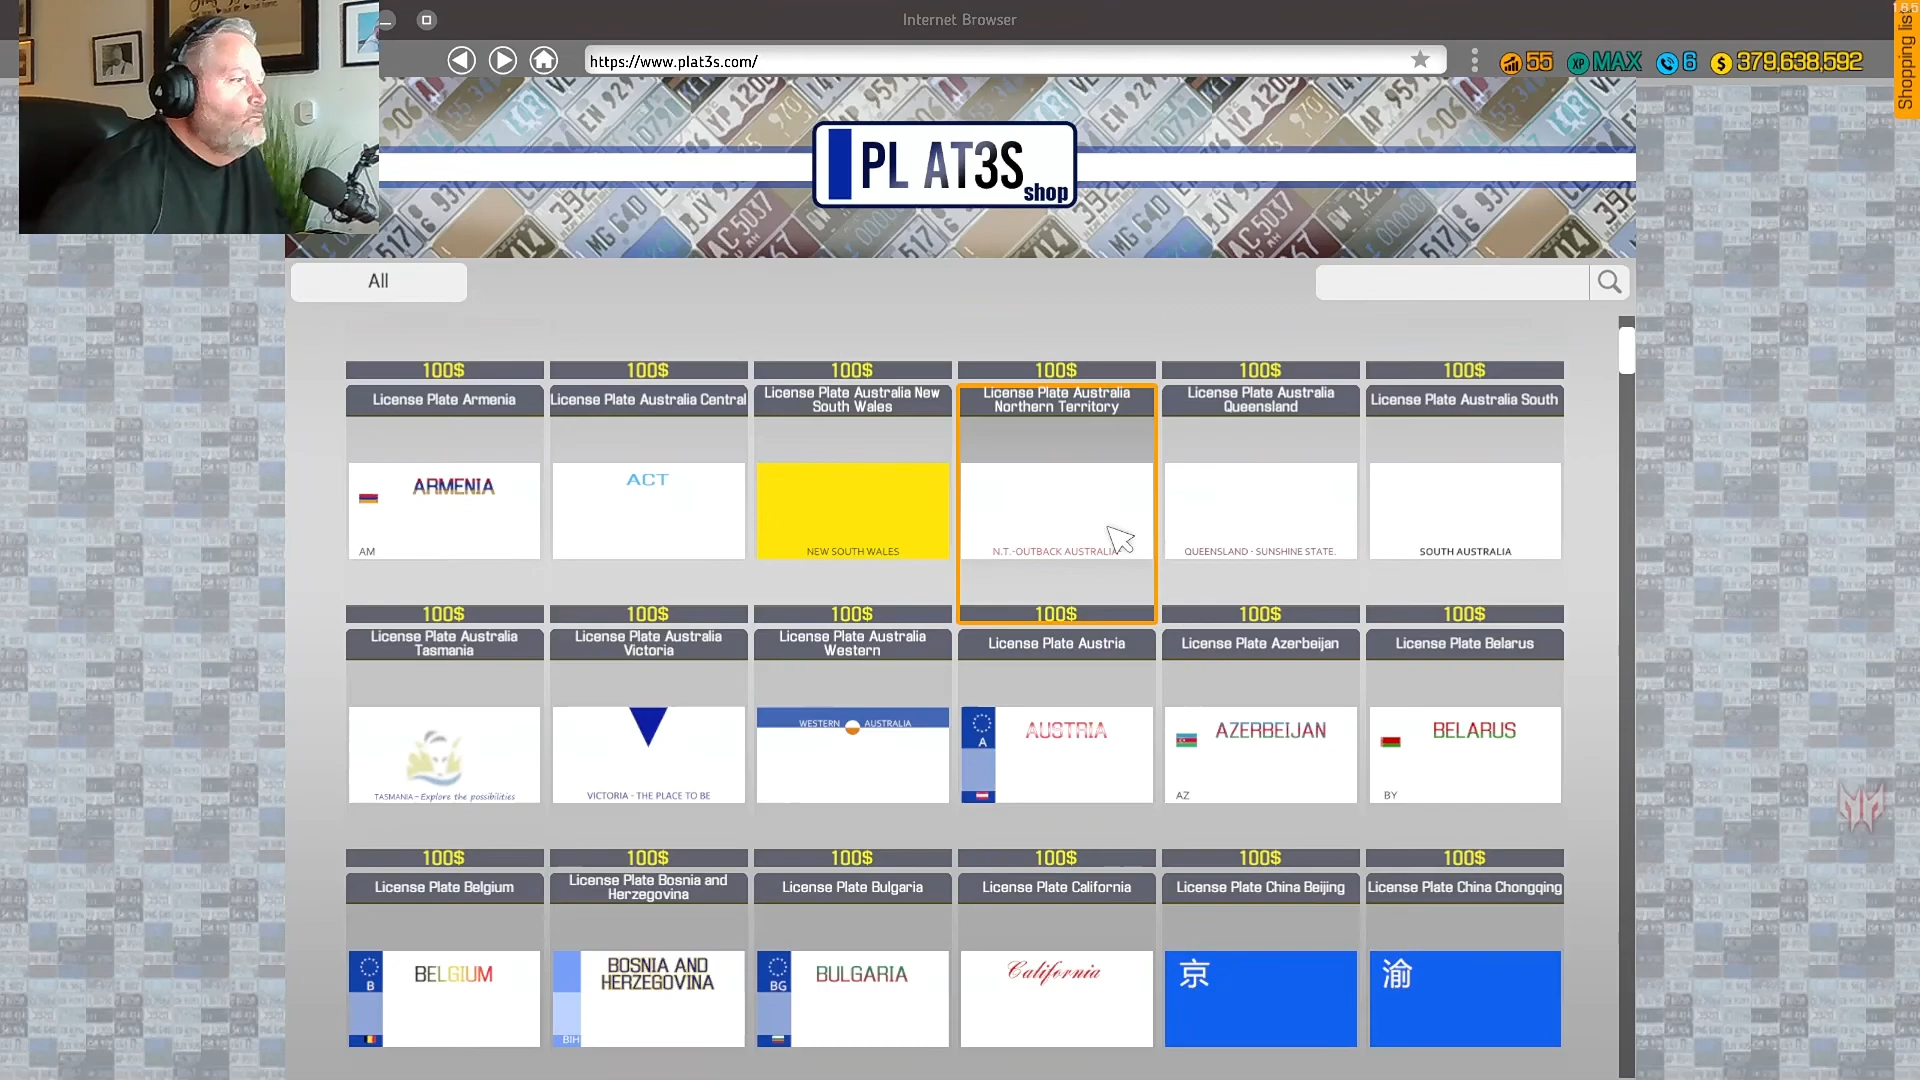 Internet Browser
https://www.plat3s.com/
55
XP MAX
6
$ 379,638,592
Shopping list
165
PL AT3S
shop
All
100$
100$
100$
100$
100$
100$
License Plate Armenia
License Plate Australia Central
License Plate Australia New
South Wales
License Plate Australia
Northern Territory
License Plate Australia
Queensland
License Plate Australia South
ARMENIA
AM
ACT
NEW SOUTH WALES
N.T.-OUTBACK AUSTRALIA
QUEENSLAND - SUNSHINE STATE.
SOUTH AUSTRALIA
100$
100$
100$
100$
100$
100$
License Plate Australia
Tasmania
License Plate Australia
Victoria
License Plate Australia
Western
License Plate Austria
License Plate Azerbeijan
License Plate Belarus
TASMANIA - Explore the possibilities
VICTORIA - THE PLACE TO BE
WESTERN AUSTRALIA
A
AUSTRIA
AZERBEIJAN
AZ
BELARUS
BY
100$
100$
100$
100$
100$
100$
License Plate Belgium
License Plate Bosnia and
Herzegovina
License Plate Bulgaria
License Plate California
License Plate China Beijing
License Plate China Chongqing
B
BELGIUM
BOSNIA AND
HERZEGOVINA
BIH
BG
BULGARIA
California
京
渝